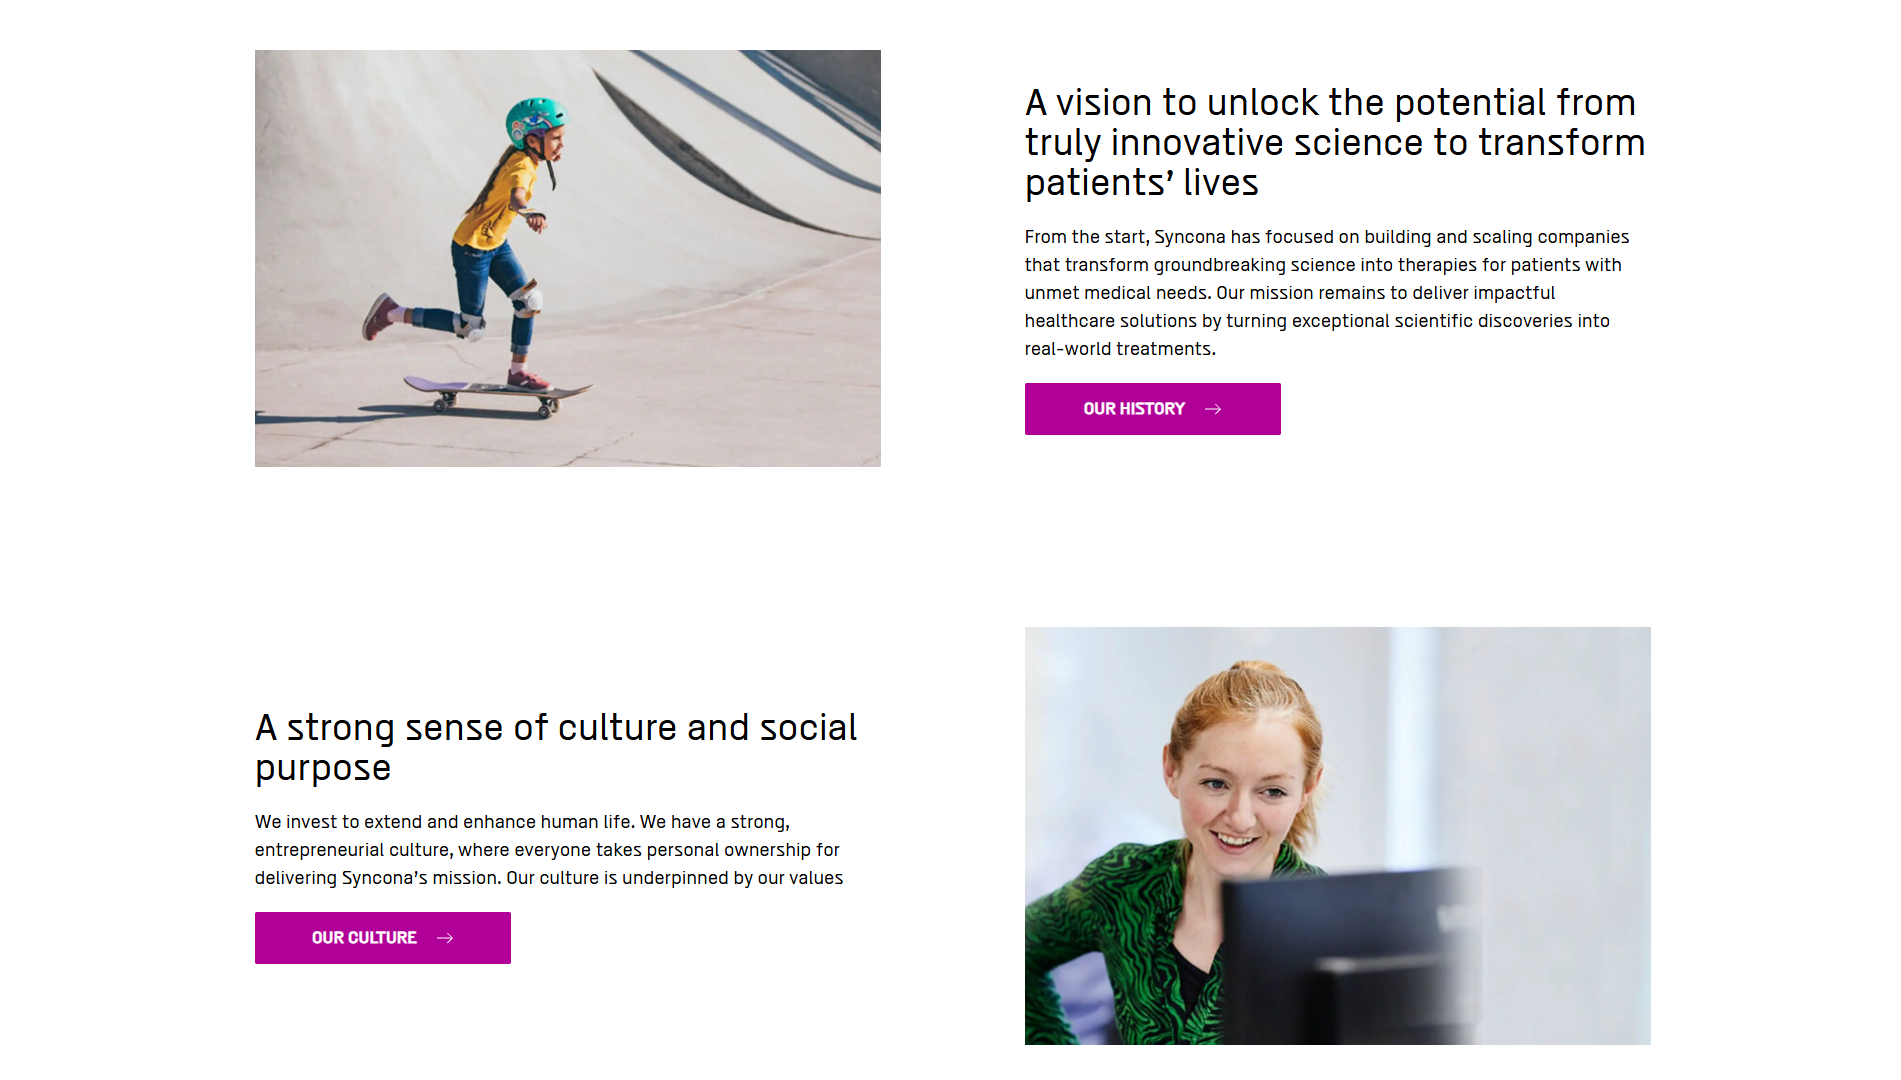 A vision to unlock the potential from
truly innovative science to transform
patients’ lives
From the start, Syncona has focused on building and scaling companies
that transform groundbreaking science into therapies for patients with
unmet medical needs. Our mission remains to deliver impactful
healthcare solutions by turning exceptional scientific discoveries into
real-world treatments.
OUR HISTORY
A strong sense of culture and social
purpose
We invest to extend and enhance human life. We have a strong,
entrepreneurial culture, where everyone takes personal ownership for
delivering Syncona’s mission. Our culture is underpinned by our values
OUR CULTURE